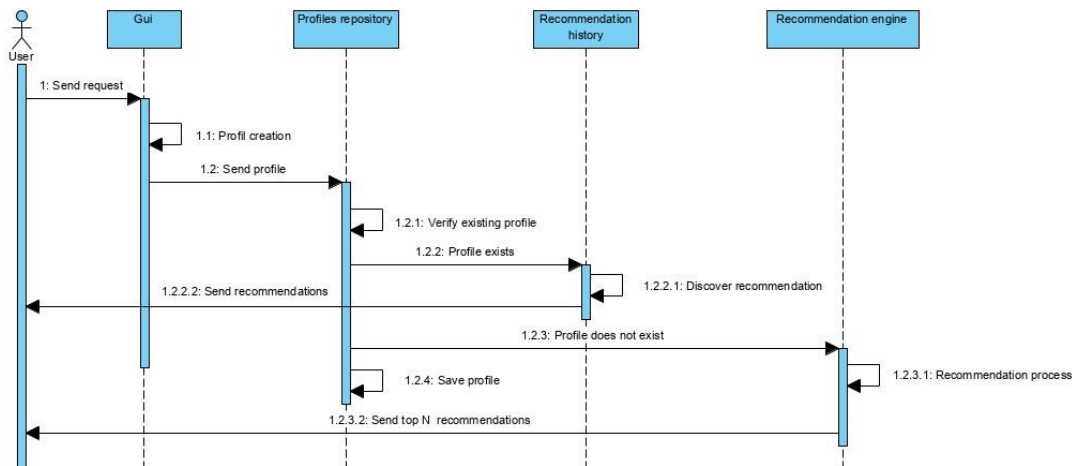 Gui
Profiles repository
Recommendation
history
Recommendation engine
User
1: Send request
1.1: Profil creation
1.2: Send profile
1.2.1: Verify existing profile
1.2.2: Profile exists
1.2.2.1: Discover recommendation
1.2.2.2: Send recommendations
1.2.3: Profile does not exist
1.2.3.1: Recommendation process
1.2.4: Save profile
1.2.3.2: Send top N recommendations